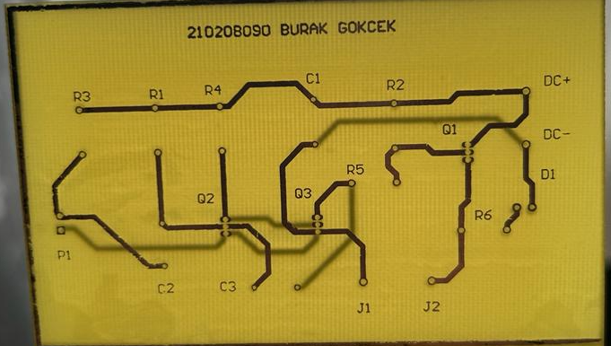 210208090 BURAK GOKCEK
R3 R1 R4 C1 R2 DC+
Q1 DC-
R5 D1
Q2 Q3 R6
P1
C2 C3 J1 J2